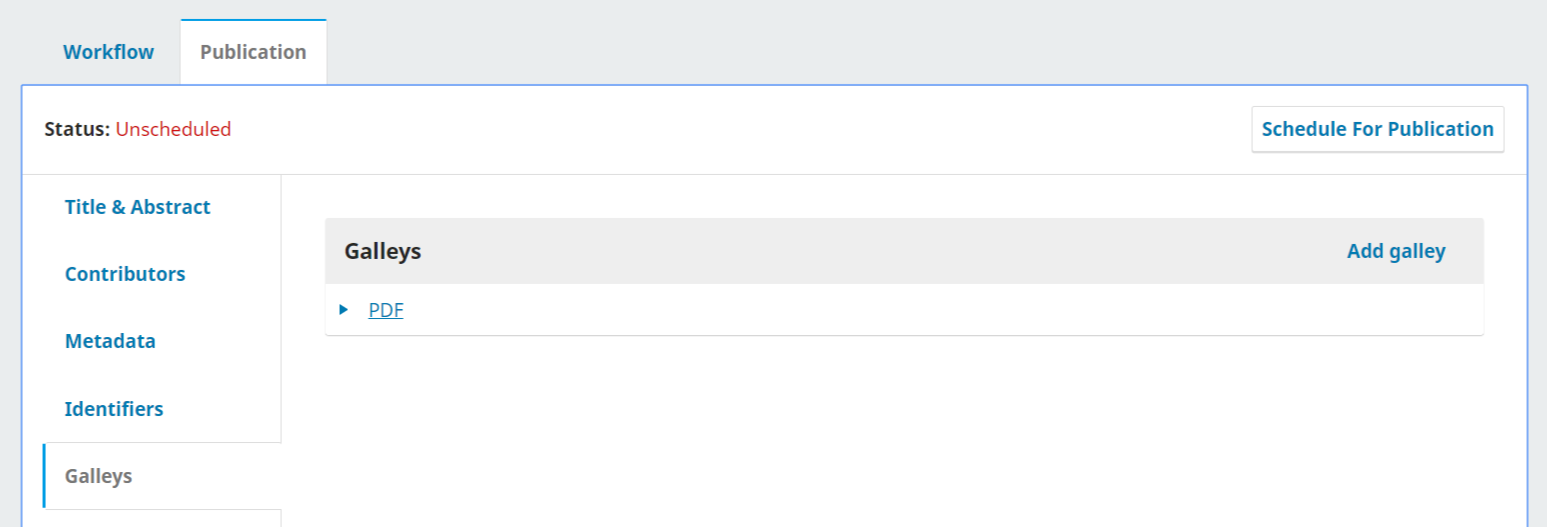 Workflow Publication
Status: Unscheduled Schedule For Publication
Title & Abstract
Contributors
Metadata
Identifiers
Galleys
Galleys Add galley
PDF